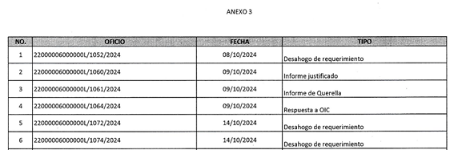 ANEXO 3
NO. OFICIO FECHA TIPO
1 22000006000000L/1052/2024 08/10/2024 Desahogo de requerimiento
2 22000006000000L/1060/2024 09/10/2024 Informe justificado
3 22000006000000L/1061/2024 09/10/2024 Informe de Querella
4 22000006000000L/1064/2024 09/10/2024 Respuesta a OIC
5 22000006000000L/1072/2024 14/10/2024 Desahogo de requerimiento
6 22000006000000L/1074/2024 14/10/2024 Desahogo de requerimiento